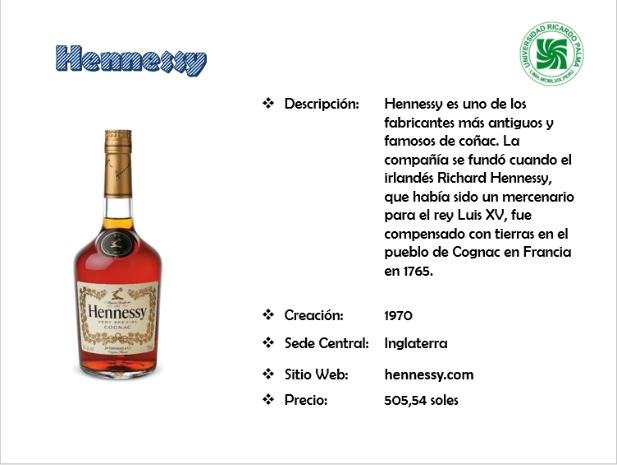 Hennessy
UNIVERSIDAD RICARDO PALMA
LIMA, MCMLXIX, PERÚ
❖ Descripción: Hennessy es uno de los
fabricantes más antiguos y
famosos de coñac. La
compañía se fundó cuando el
irlandés Richard Hennessy,
que había sido un mercenario
para el rey Luis XV, fue
compensado con tierras en el
pueblo de Cognac en Francia
en 1765.
Hennessy
VERY SPECIAL
COGNAC
❖ Creación: 1970
❖ Sede Central: Inglaterra
❖ Sitio Web: hennessy.com
❖ Precio: 505,54 soles